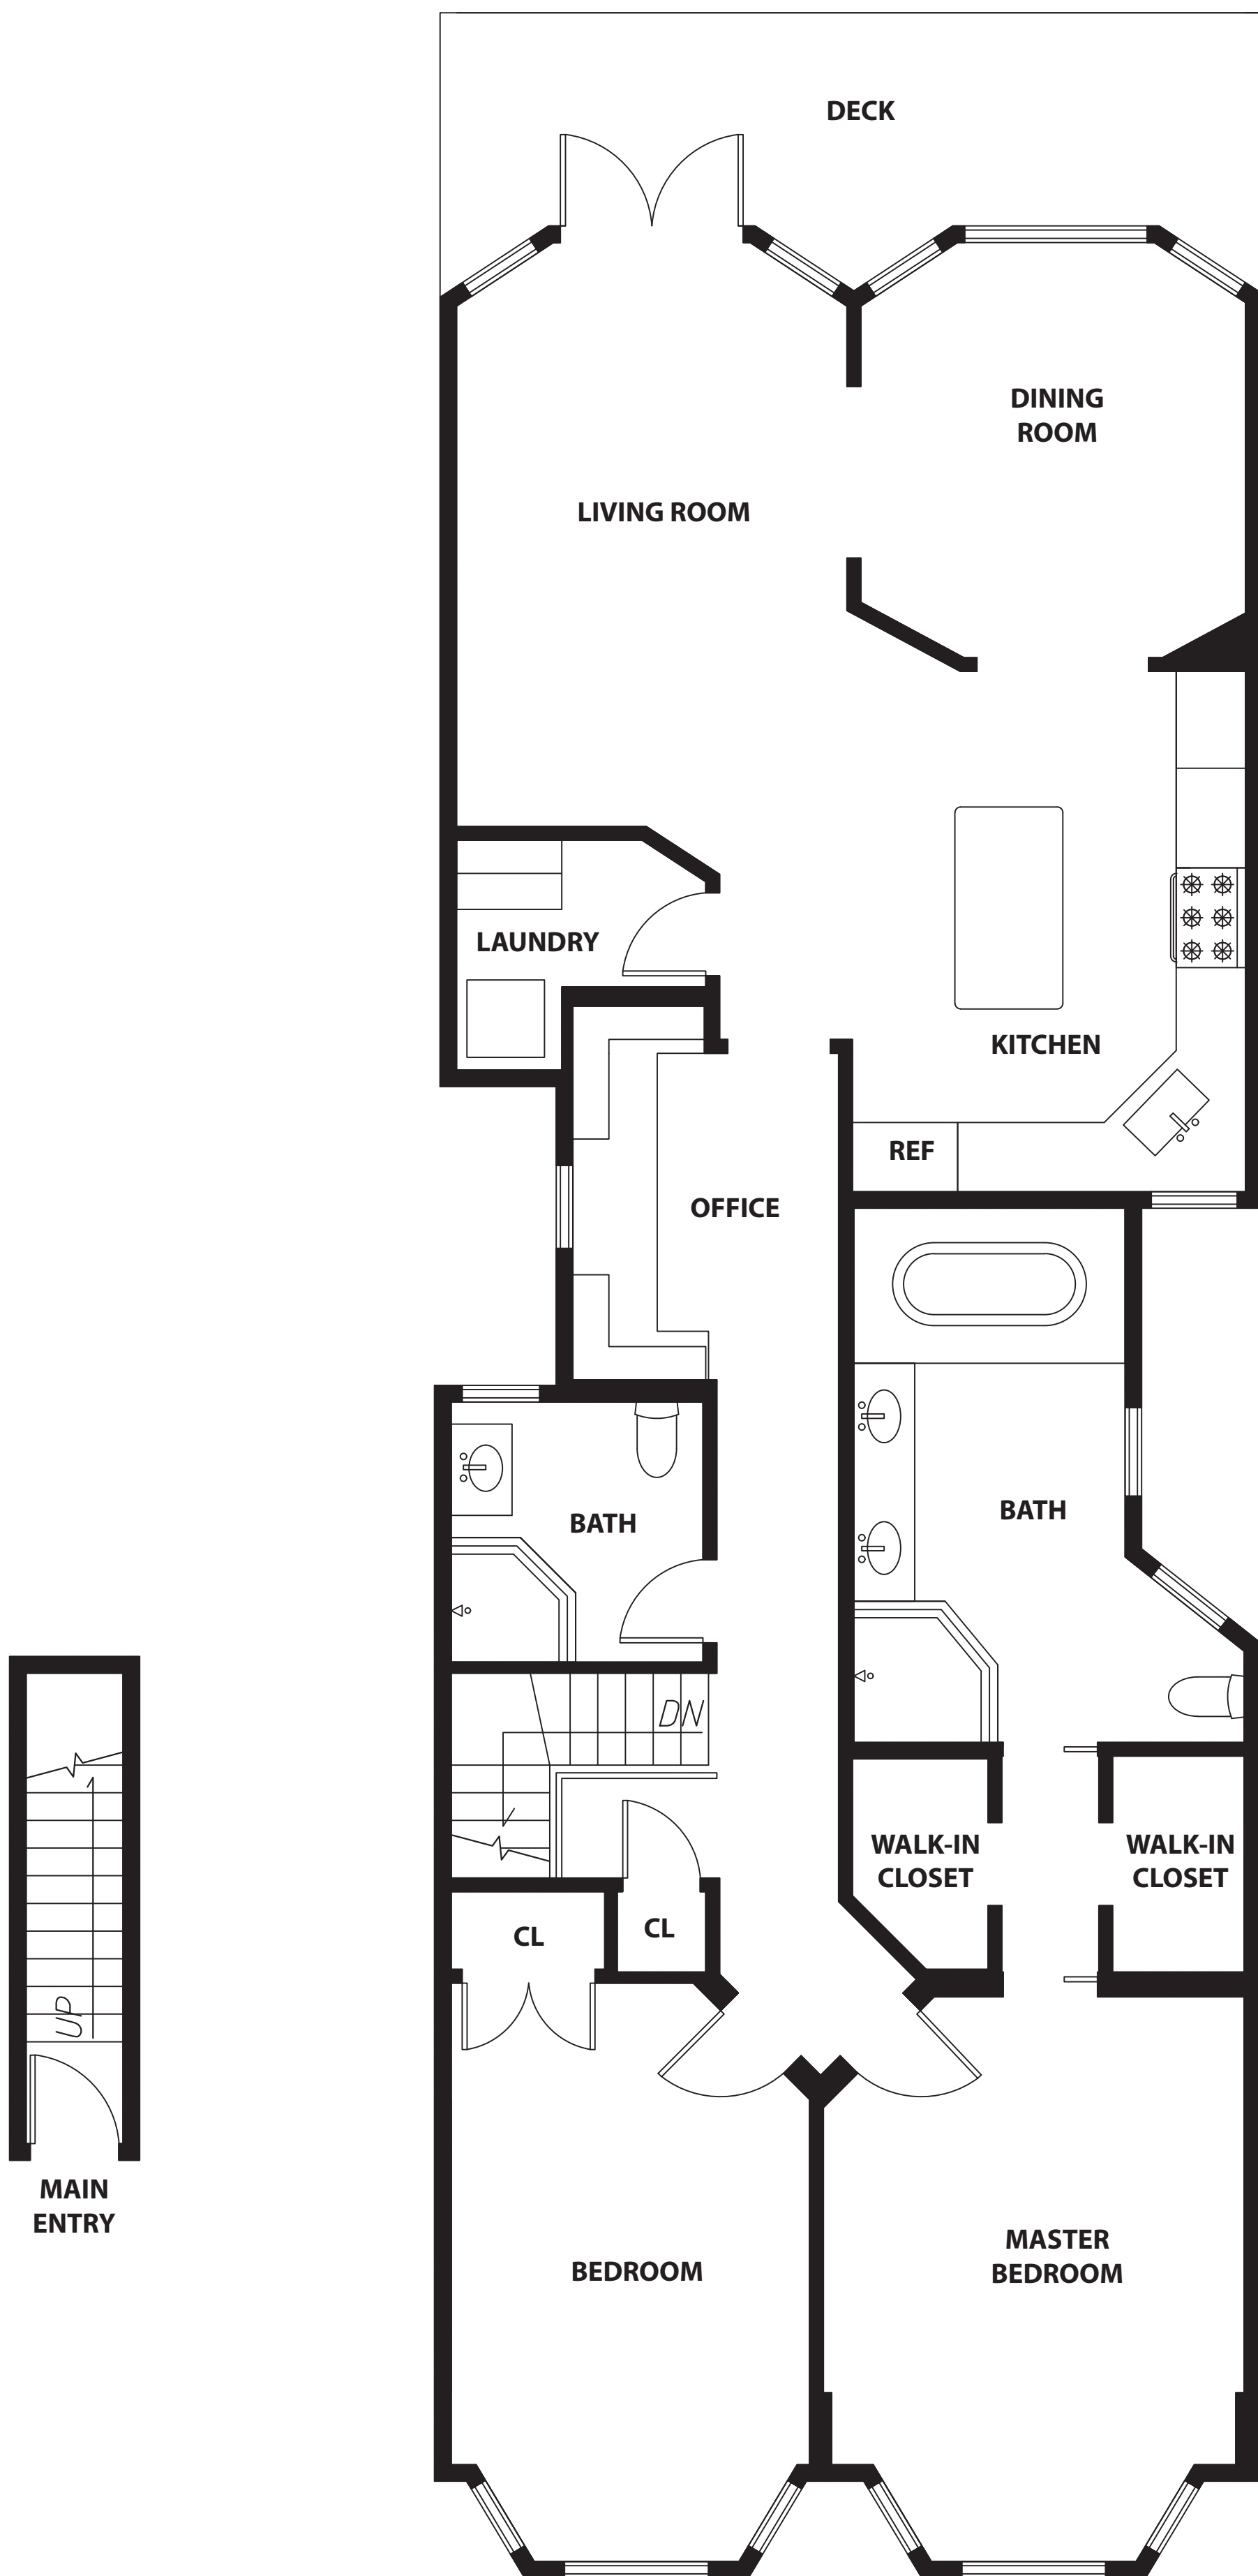 DECK
DINING
ROOM
LIVING ROOM
LAUNDRY
KITCHEN
REF
OFFICE
BATH
BATH
DN
WALK-IN
CLOSET
WALK-IN
CLOSET
CL
CL
UP
MAIN
ENTRY
BEDROOM
MASTER
BEDROOM